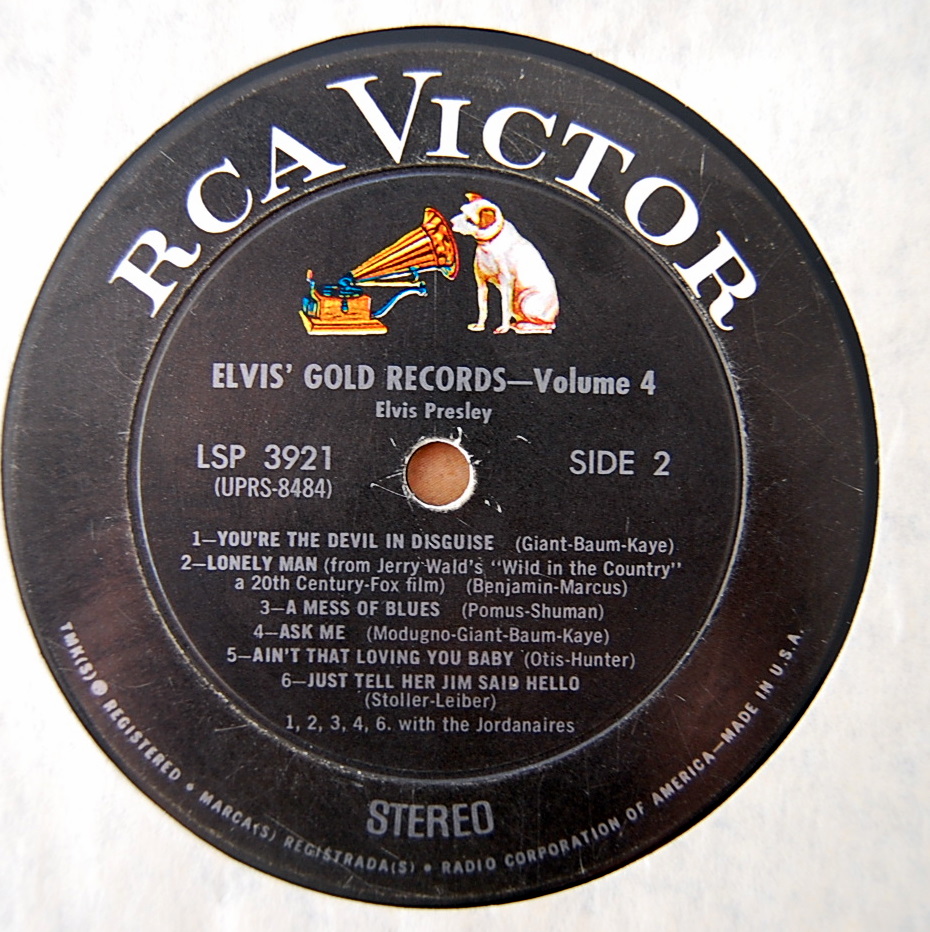 RCA VICTOR
ELVIS' GOLD RECORDS—Volume 4
Elvis Presley
LSP 3921
(UPRS-8484)
SIDE 2
1—YOU'RE THE DEVIL IN DISGUISE (Giant-Baum-Kaye)
2—LONELY MAN (from Jerry Wald's "Wild in the Country"
a 20th Century-Fox film) (Benjamin-Marcus)
3—A MESS OF BLUES (Pomus-Shuman)
4—ASK ME (Modugno-Giant-Baum-Kaye)
5—AIN'T THAT LOVING YOU BABY (Otis-Hunter)
6—JUST TELL HER JIM SAID HELLO
(Stoller-Leiber)
1, 2, 3, 4, 6. with the Jordanaires
STEREO
TMK(S) ® REGISTERED • MARCA(S) REGISTRADA(S) • RADIO CORPORATION OF AMERICA—MADE IN U.S.A.